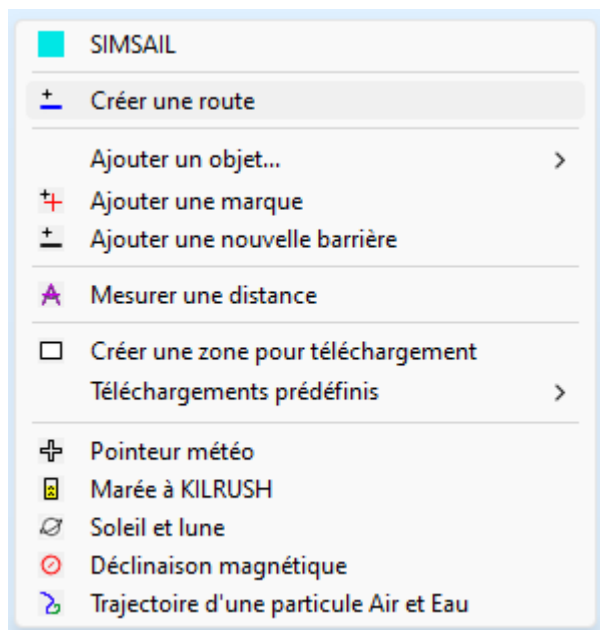 SIMSAIL
Créer une route
Ajouter un objet...
Ajouter une marque
Ajouter une nouvelle barrière
Mesurer une distance
Créer une zone pour téléchargement
Téléchargements prédéfinis
Pointeur météo
Marée à KILRUSH
Soleil et lune
Déclinaison magnétique
Trajectoire d'une particule Air et Eau